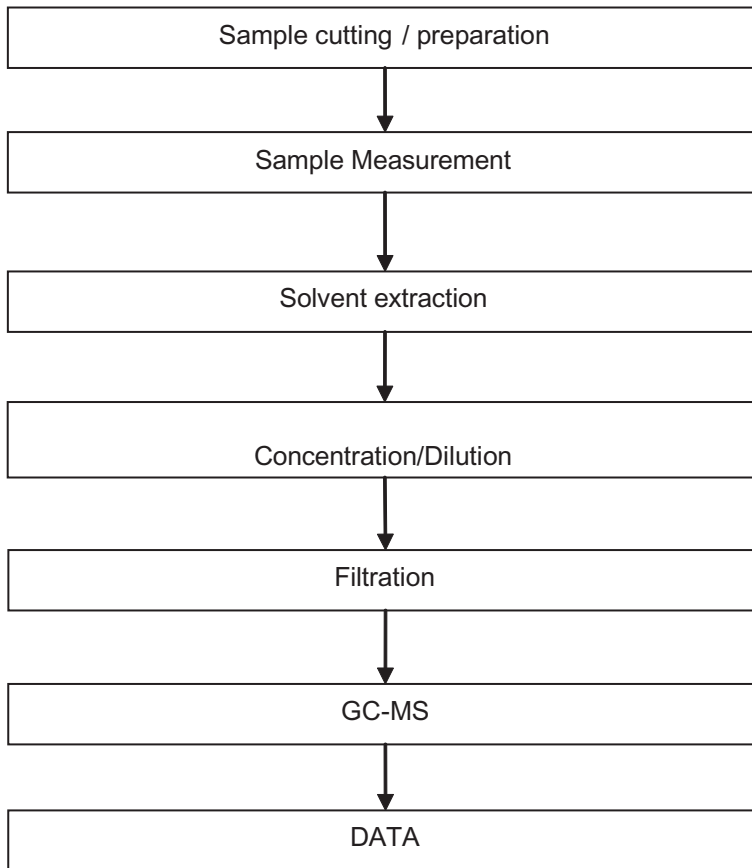 Sample cutting / preparation
Sample Measurement
Solvent extraction
Concentration/Dilution
Filtration
GC-MS
DATA